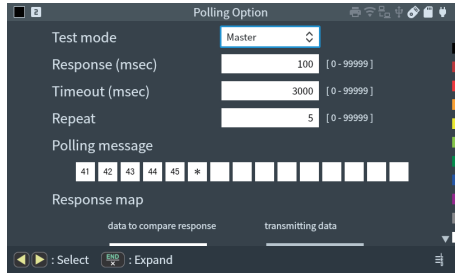 2 Polling Option
Test mode Master
Response (msec) 100 [ 0 - 99999 ]
Timeout (msec) 3000 [ 0 - 99999 ]
Repeat 5 [ 0 - 99999 ]
Polling message
41 42 43 44 45 *
Response map
data to compare response transmitting data
: Select END × : Expand